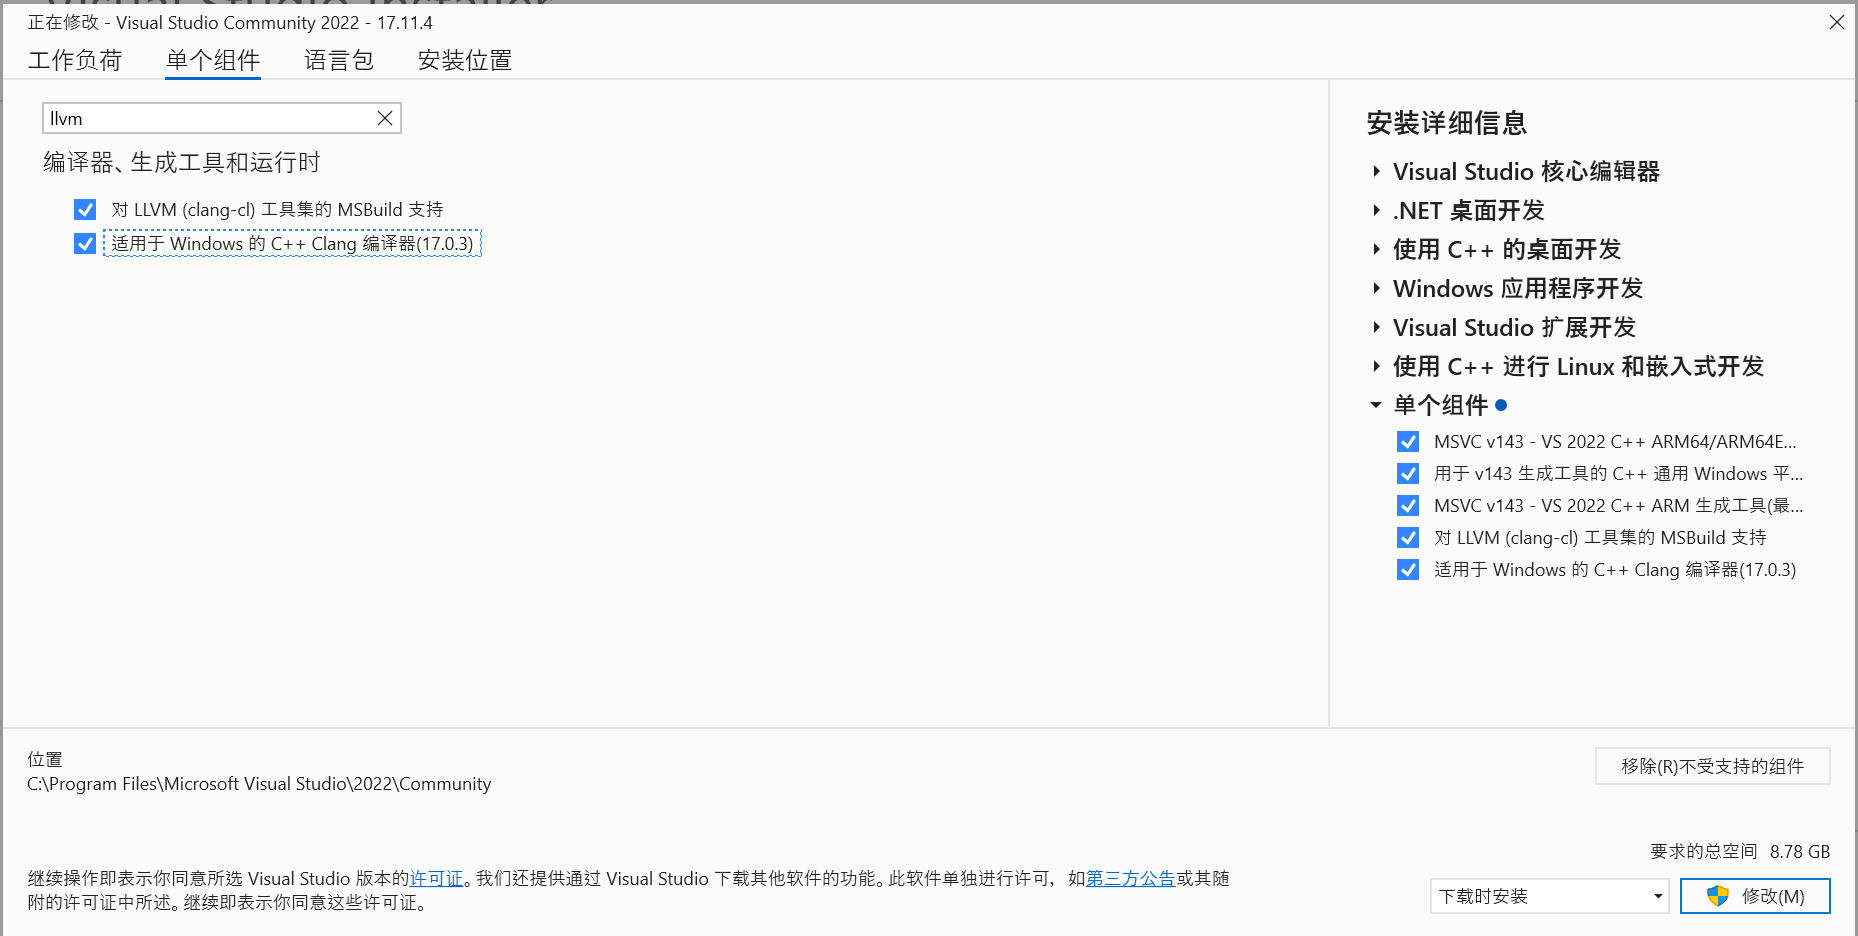 正在修改 - Visual Studio Community 2022 - 17.11.4
工作负荷 单个组件 语言包 安装位置
llvm
编译器、生成工具和运行时
对 LLVM (clang-cl) 工具集的 MSBuild 支持
适用于 Windows 的 C++ Clang 编译器(17.0.3)
安装详细信息
Visual Studio 核心编辑器
.NET 桌面开发
使用 C++ 的桌面开发
Windows 应用程序开发
Visual Studio 扩展开发
使用 C++ 进行 Linux 和嵌入式开发
单个组件
MSVC v143 - VS 2022 C++ ARM64/ARM64E...
用于 v143 生成工具的 C++ 通用 Windows 平...
MSVC v143 - VS 2022 C++ ARM 生成工具(最...
对 LLVM (clang-cl) 工具集的 MSBuild 支持
适用于 Windows 的 C++ Clang 编译器(17.0.3)
位置
C:\Program Files\Microsoft Visual Studio\2022\Community
移除(R)不受支持的组件
要求的总空间 8.78 GB
继续操作即表示你同意所选 Visual Studio 版本的许可证。我们还提供通过 Visual Studio 下载其他软件的功能。此软件单独进行许可，如第三方公告或其随
附的许可证中所述。继续即表示你同意这些许可证。
下载时安装
修改(M)